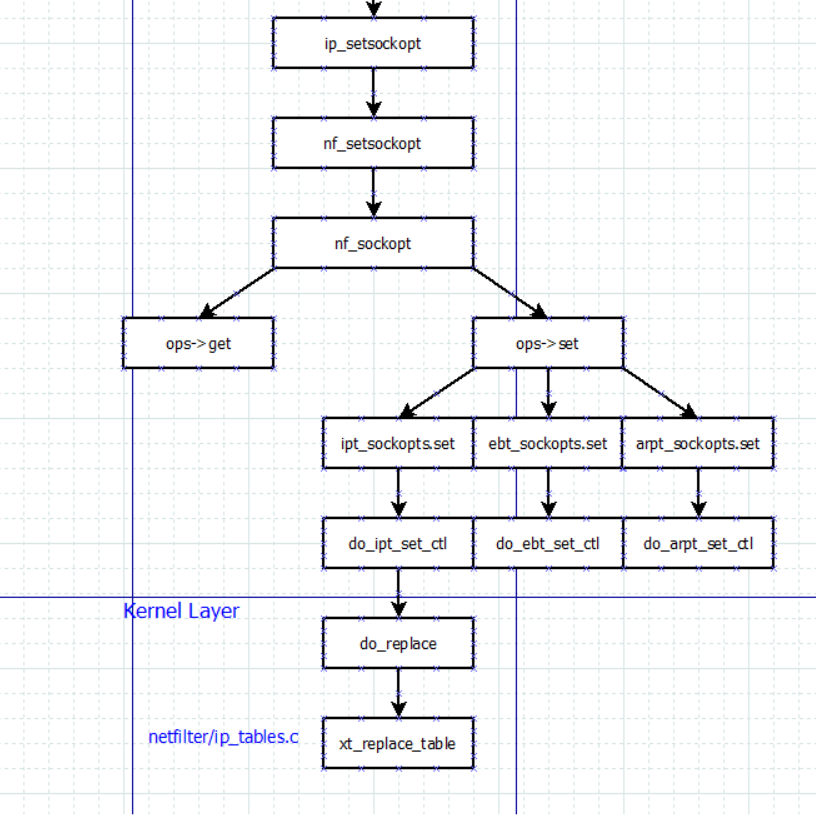 ip_setsockopt
nf_setsockopt
nf_sockopt
ops->get
ops->set
ipt_sockopts.set
ebt_sockopts.set
arpt_sockopts.set
do_ipt_set_ctl
do_ebt_set_ctl
do_arpt_set_ctl
Kernel Layer
do_replace
netfilter/ip_tables.c
xt_replace_table